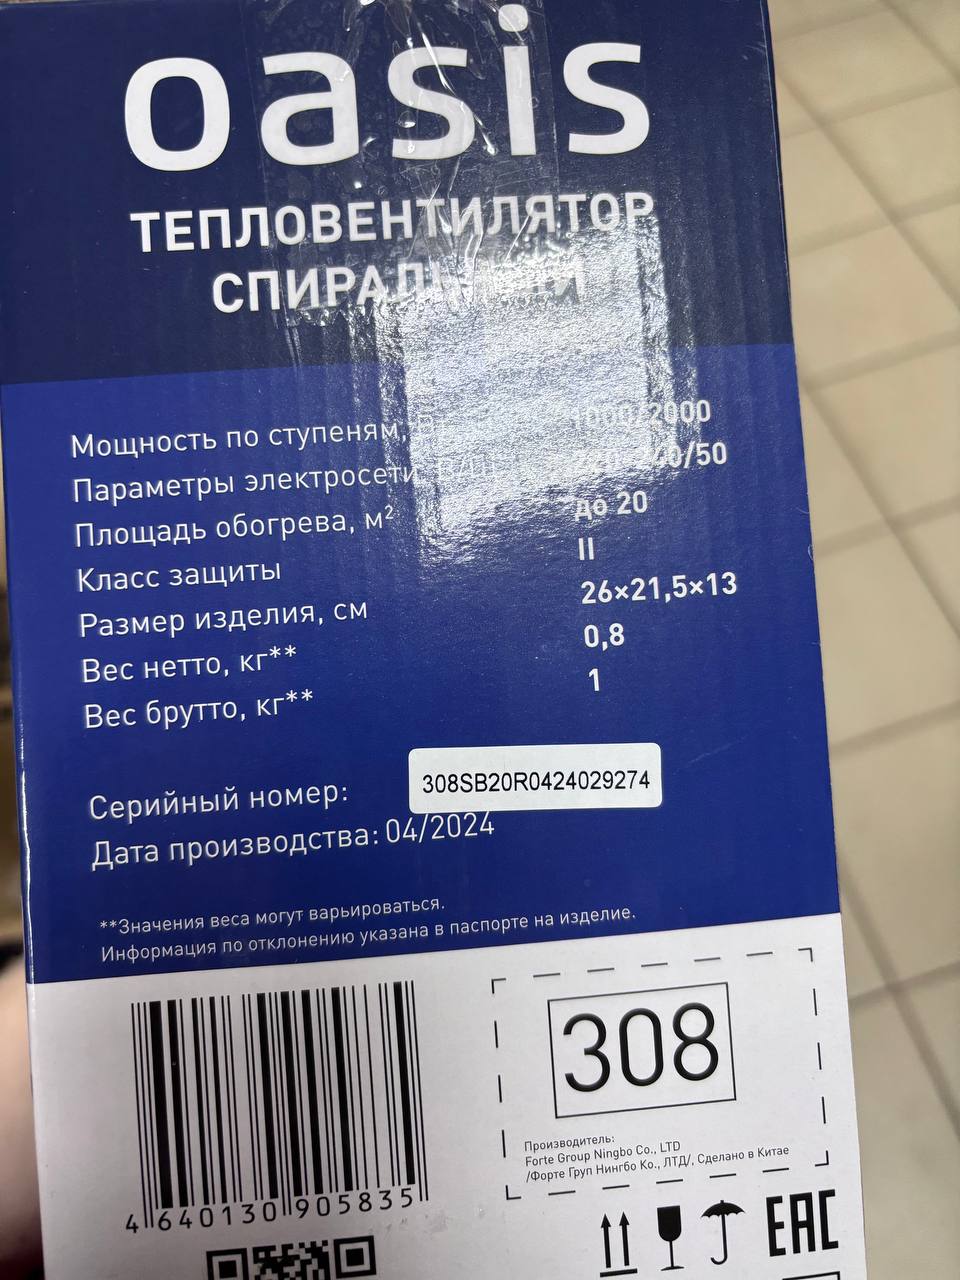 oasis
ТЕПЛОВЕНТИЛЯТОР
Мощность по ступеням, 1000/2000
Параметры электросети, /50
Площадь обогрева, м² до 20
Класс защиты II
Размер изделия, см 26×21,5×13
Вес нетто, кг** 0,8
Вес брутто, кг** 1
Серийный номер: 308SB20R0424029274
Дата производства: 04/2024
**Значения веса могут варьироваться.
Информация по отклонению указана в паспорте на изделие.
4 640130 905835
308
Производитель:
Forte Group Ningbo Co., LTD
/Форте Груп Нингбо Ко., ЛТД/, Сделано в Китае
EAC